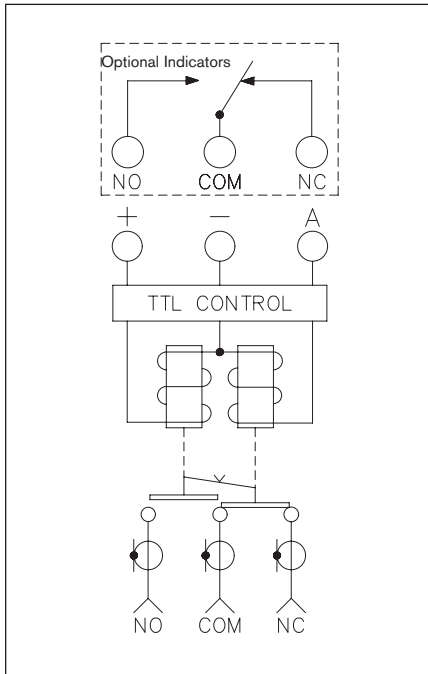 Optional Indicators
NO COM NC
+ − A
TTL CONTROL
NO COM NC